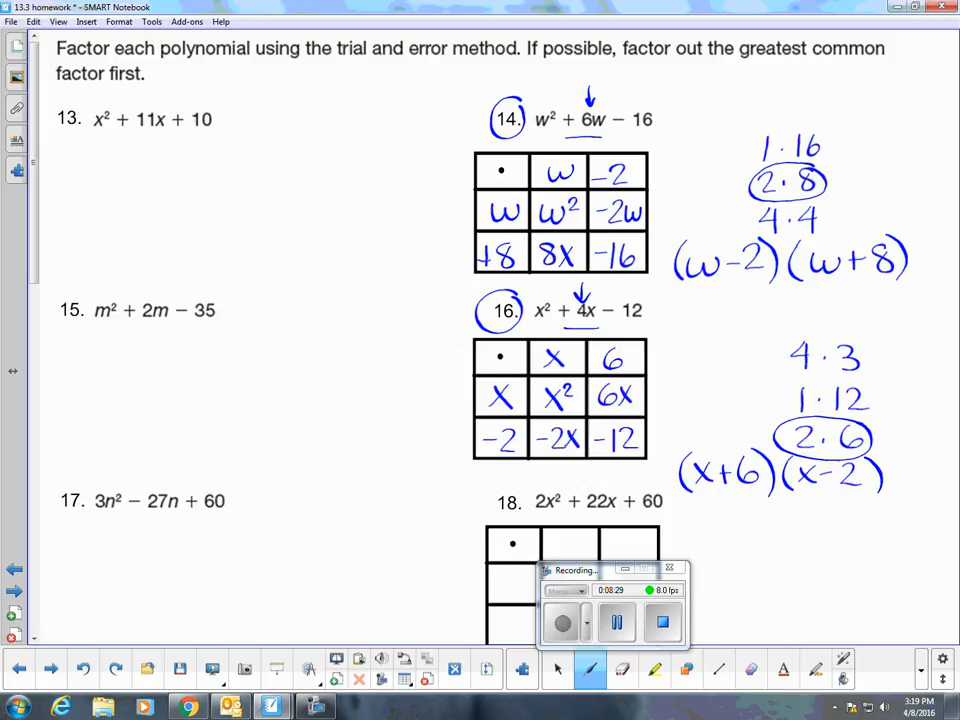 13.3 homework * - SMART Notebook
File Edit View Insert Format Tools Add-ons Help
Factor each polynomial using the trial and error method. If possible, factor out the greatest common
factor first.
13. x² + 11x + 10
14. w² + 6w − 16
• w -2
w w² -2w
+8 8x -16
1 · 16
2 · 8
4 · 4
(w-2)(w+8)
15. m² + 2m − 35
16. x² + 4x − 12
• x 6
x x² 6x
-2 -2x -12
4 · 3
1 · 12
2 · 6
(x+6)(x-2)
17. 3n² − 27n + 60
18. 2x² + 22x + 60
•
Recording...
Menu 0:08:29 8.0 fps
3:19 PM
4/8/2016